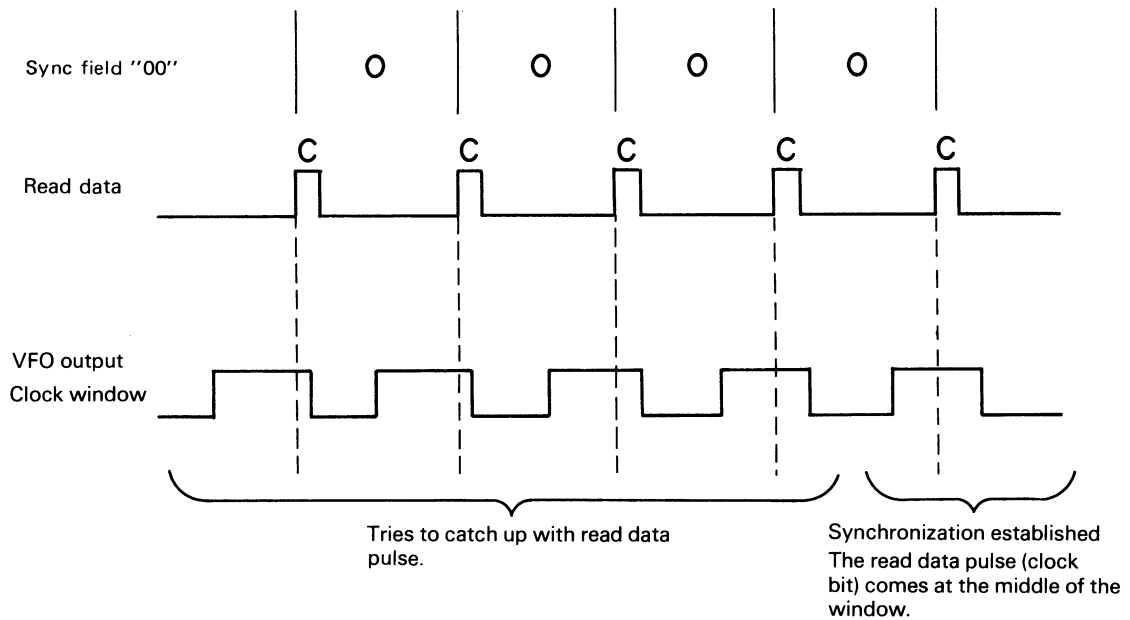 Sync field "00"
O O O O
C C C C C
Read data
VFO output
Clock window
Tries to catch up with read data
pulse.
Synchronization established
The read data pulse (clock
bit) comes at the middle of the
window.